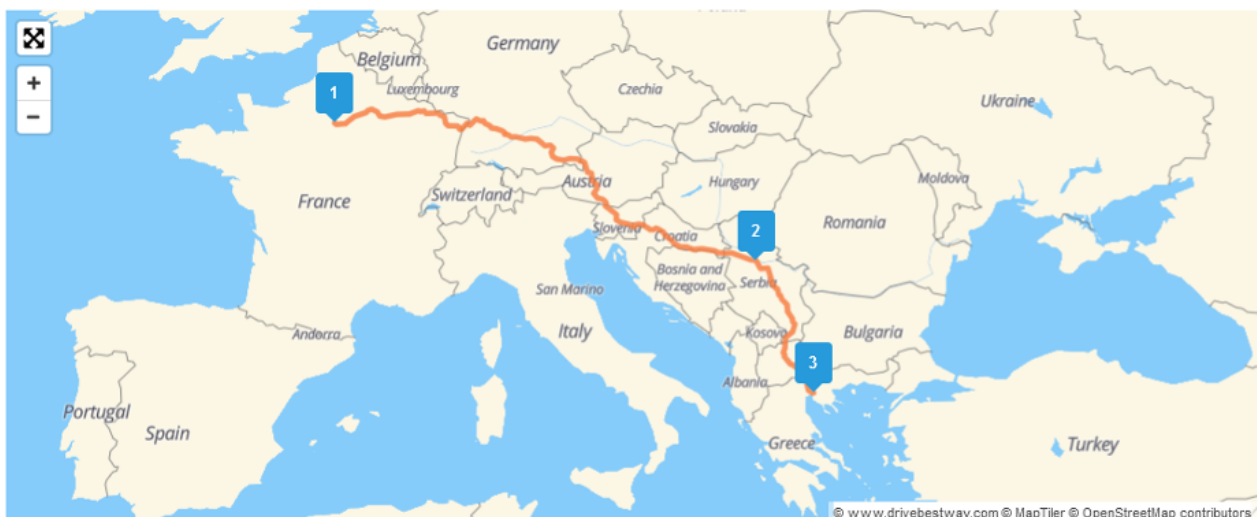 Poland
Germany
Belgium
+
Luxembourg
Czechia
1
Ukraine
−
Slovakia
Austria
Hungary
Moldova
Switzerland
France
Romania
Slovenia
2
Croatia
Bosnia and
Herzegovina
Serbia
San Marino
Italy
Kosovo
Bulgaria
Andorra
3
Albania
Portugal
Spain
Greece
Turkey
© www.drivebestway.com © MapTiler © OpenStreetMap contributors